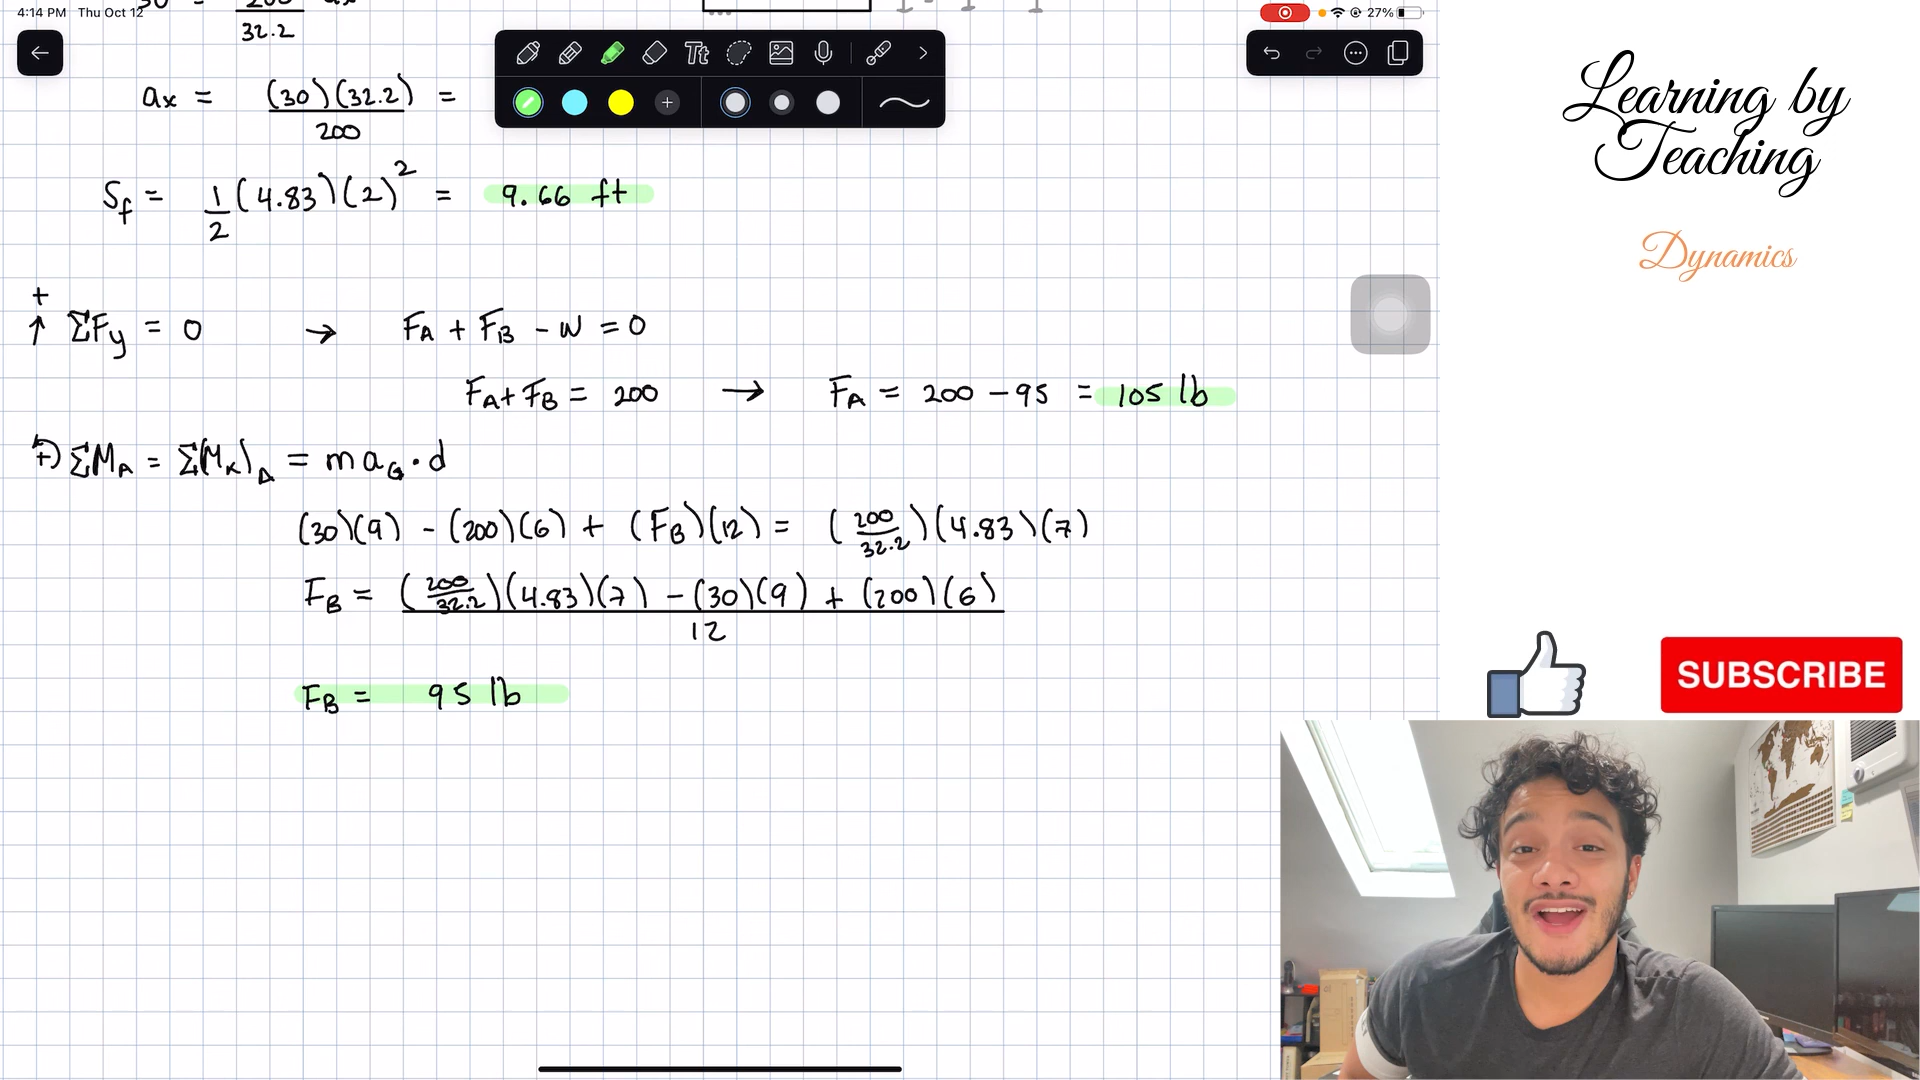 4:14 PM Thu Oct 12
27%
32.2
Tt
ax = (30)(32.2) =
200
Sf = 1/2 (4.83)(2)² = 9.66 ft
+
↑ ΣFy = 0 → FA + FB - W = 0
FA + FB = 200 → FA = 200 - 95 = 105 lb
+) ΣMA = Σ(Mk)A = m aG · d
(30)(9) - (200)(6) + (FB)(12) = (200/32.2)(4.83)(7)
FB = (200/32.2)(4.83)(7) - (30)(9) + (200)(6)
12
FB = 95 lb
Learning by
Teaching
Dynamics
SUBSCRIBE